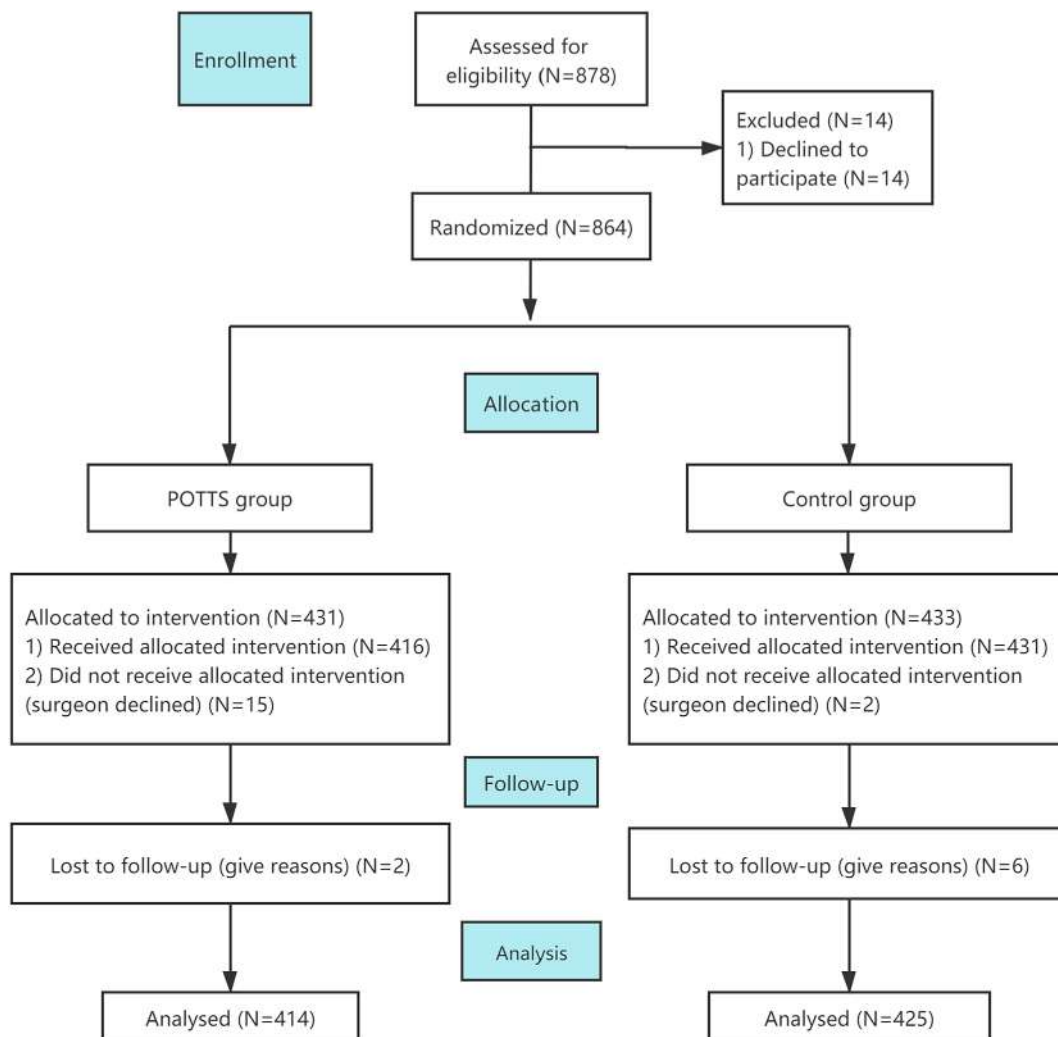 Enrollment
Assessed for
eligibility (N=878)
Excluded (N=14)
1) Declined to
participate (N=14)
Randomized (N=864)
Allocation
POTTS group
Control group
Allocated to intervention (N=431)
1) Received allocated intervention (N=416)
2) Did not receive allocated intervention
(surgeon declined) (N=15)
Allocated to intervention (N=433)
1) Received allocated intervention (N=431)
2) Did not receive allocated intervention
(surgeon declined) (N=2)
Follow-up
Lost to follow-up (give reasons) (N=2)
Lost to follow-up (give reasons) (N=6)
Analysis
Analysed (N=414)
Analysed (N=425)